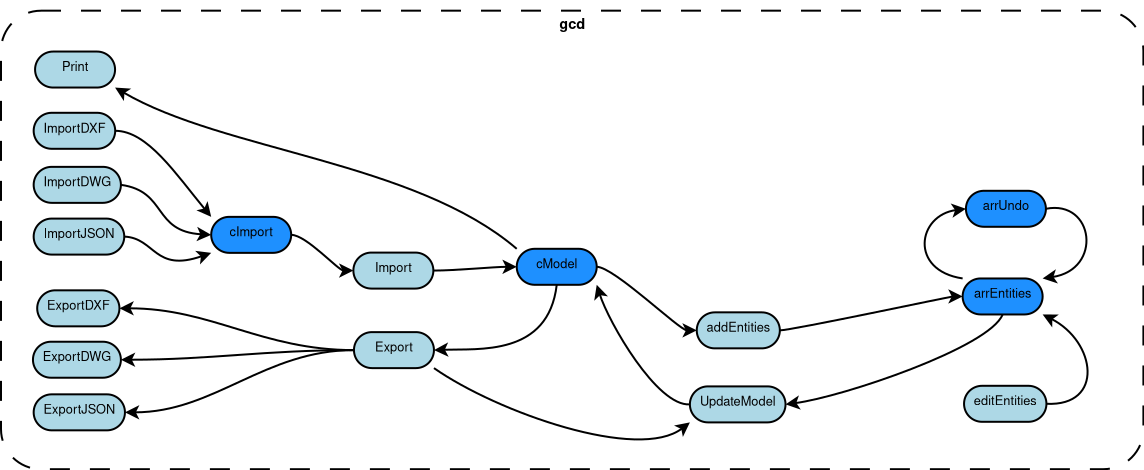 gcd
Print
ImportDXF
ImportDWG
ImportJSON
cImport
Import
cModel
arrUndo
arrEntities
addEntities
ExportDXF
ExportDWG
ExportJSON
Export
UpdateModel
editEntities